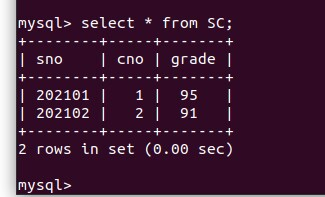 mysql> select * from SC;
+--------+-----+-------+
| sno    | cno | grade |
+--------+-----+-------+
| 202101 |   1 |  95   |
| 202102 |   2 |  91   |
+--------+-----+-------+
2 rows in set (0.00 sec)
mysql>